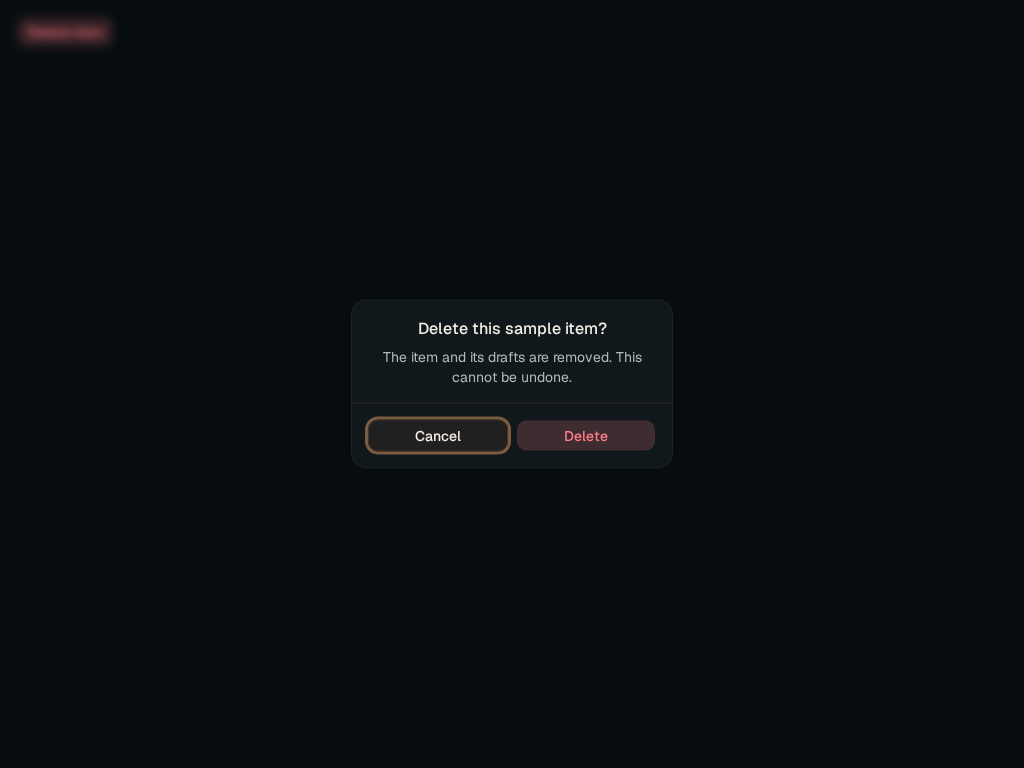 Delete this sample item?
The item and its drafts are removed. This
cannot be undone.
Cancel
Delete